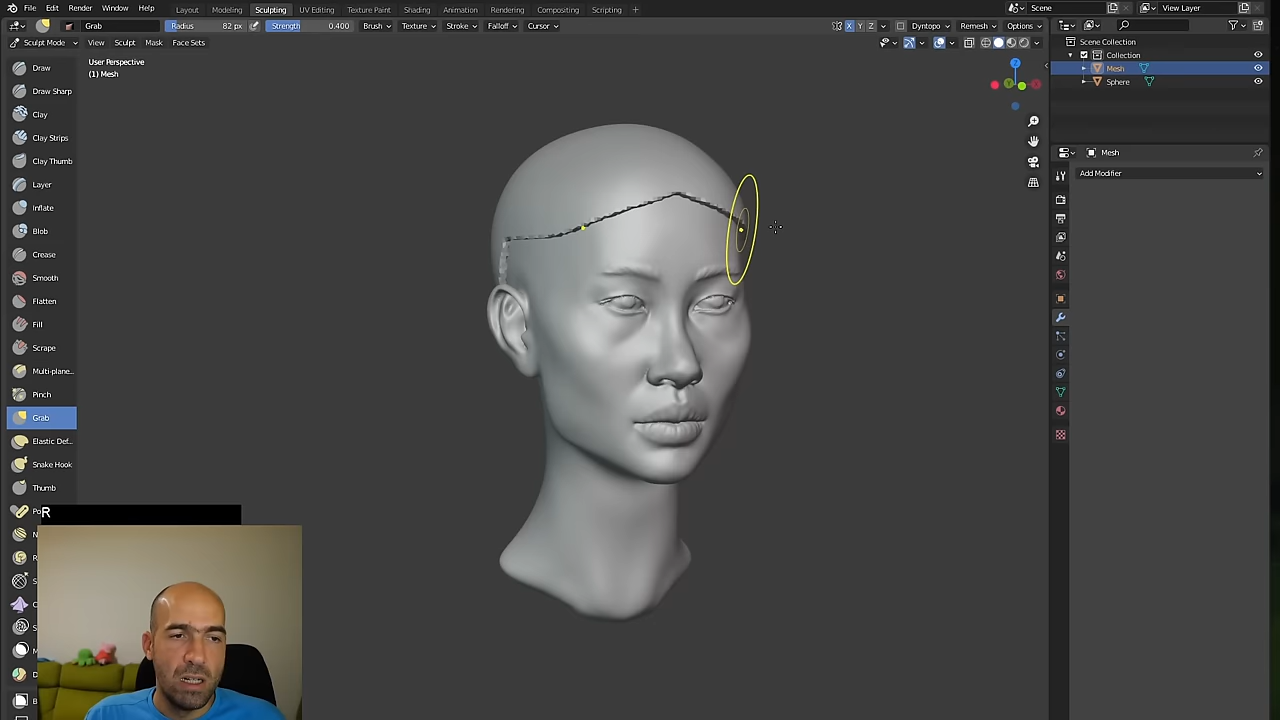 File Edit Render Window Help Layout Modeling Sculpting UV Editing Texture Paint Shading Animation Rendering Compositing Scripting Scene View Layer
Grab Radius 82 px Strength 0.400 Brush Texture Stroke Falloff Cursor X Y Z Dyntopo Remesh Options
Sculpt Mode View Sculpt Mask Face Sets
Scene Collection
Collection
Mesh
Sphere
User Perspective
(1) Mesh
Z
Y
Mesh
Add Modifier
Draw
Draw Sharp
Clay
Clay Strips
Clay Thumb
Layer
Inflate
Blob
Crease
Smooth
Flatten
Fill
Scrape
Multi-plane...
Pinch
Grab
Elastic Def...
Snake Hook
Thumb
Po
R